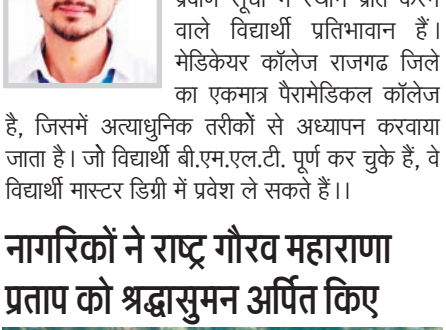 वाले विद्यार्थी प्रतिभावान हैं।
मेडिकेयर कॉलेज राजगढ जिले
का एकमात्र पैरामेडिकल कॉलेज
है, जिसमें अत्याधुनिक तरीकों से अध्यापन करवाया
जाता है। जो विद्यार्थी बी.एम.एल.टी. पूर्ण कर चुके हैं, वे
विद्यार्थी मास्टर डिग्री में प्रवेश ले सकते हैं।।
नागरिकों ने राष्ट्र गौरव महाराणा
प्रताप को श्रद्धासुमन अर्पित किए